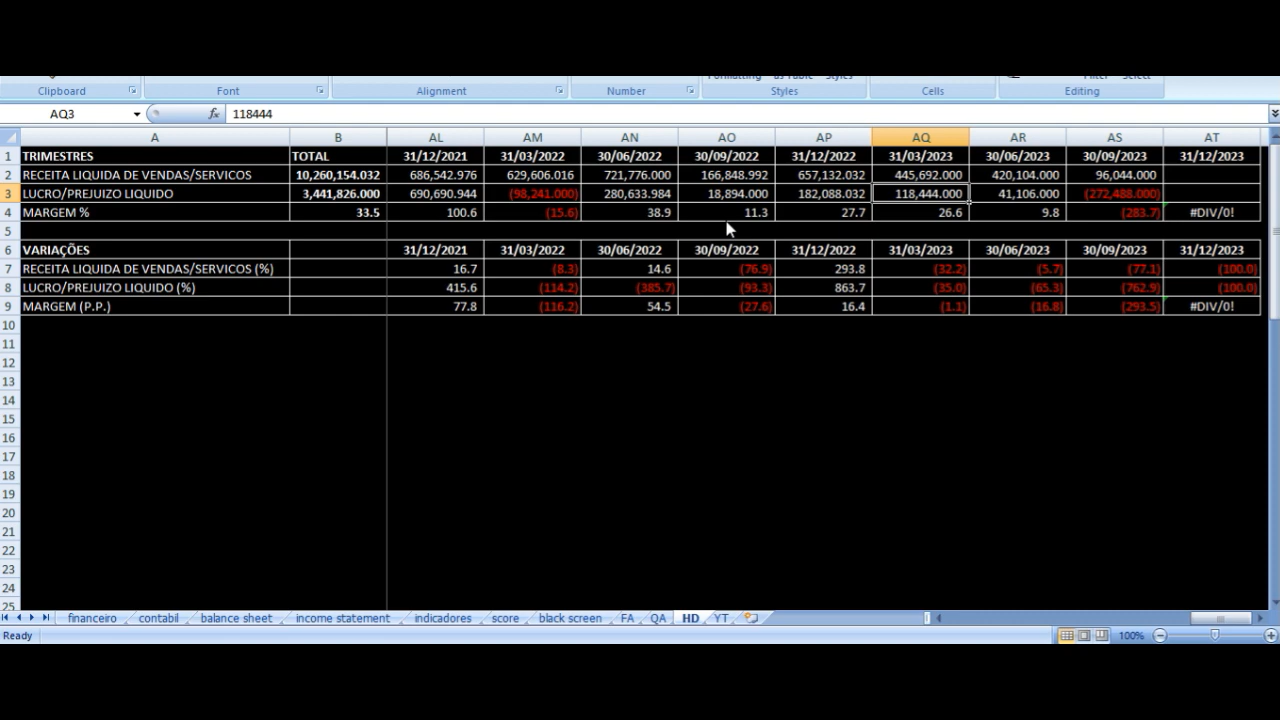 Formatting as Table Styles Filter Select
Clipboard Font Alignment Number Styles Cells Editing
AQ3 fx 118444
A B AL AM AN AO AP AQ AR AS AT
1 TRIMESTRES TOTAL 31/12/2021 31/03/2022 30/06/2022 30/09/2022 31/12/2022 31/03/2023 30/06/2023 30/09/2023 31/12/2023
2 RECEITA LIQUIDA DE VENDAS/SERVICOS 10,260,154.032 686,542.976 629,606.016 721,776.000 166,848.992 657,132.032 445,692.000 420,104.000 96,044.000
3 LUCRO/PREJUIZO LIQUIDO 3,441,826.000 690,690.944 (98,241.000) 280,633.984 18,894.000 182,088.032 118,444.000 41,106.000 (272,488.000)
4 MARGEM % 33.5 100.6 (15.6) 38.9 11.3 27.7 26.6 9.8 (283.7) #DIV/0!
5
6 VARIAÇÕES 31/12/2021 31/03/2022 30/06/2022 30/09/2022 31/12/2022 31/03/2023 30/06/2023 30/09/2023 31/12/2023
7 RECEITA LIQUIDA DE VENDAS/SERVICOS (%) 16.7 (8.3) 14.6 (76.9) 293.8 (32.2) (5.7) (77.1) (100.0)
8 LUCRO/PREJUIZO LIQUIDO (%) 415.6 (114.2) (385.7) (93.3) 863.7 (35.0) (65.3) (762.9) (100.0)
9 MARGEM (P.P.) 77.8 (116.2) 54.5 (27.6) 16.4 (1.1) (16.8) (293.5) #DIV/0!
10
11
12
13
14
15
16
17
18
19
20
21
22
23
24
25
financeiro contabil balance sheet income statement indicadores score black screen FA QA HD YT
Ready 100%